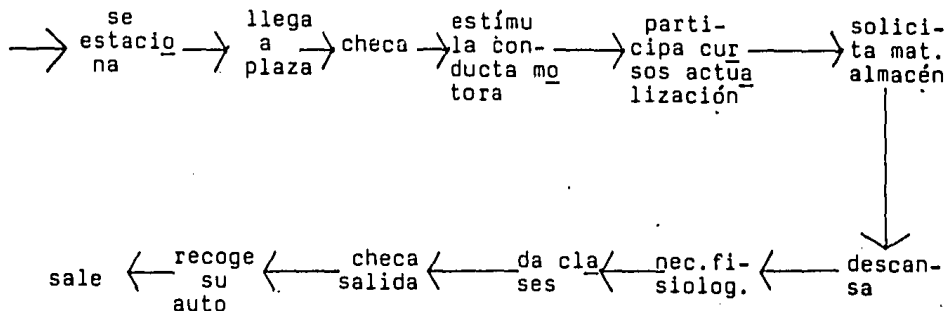 se
estacio
na
llega
a
plaza
checa
estímu
la con-
ducta mo
tora
parti-
cipa cur
sos actua
lización
solici-
ta mat.
almacén
descan-
sa
nec.fi-
siolog.
da cla
ses
checa
salida
recoge
su
auto
sale